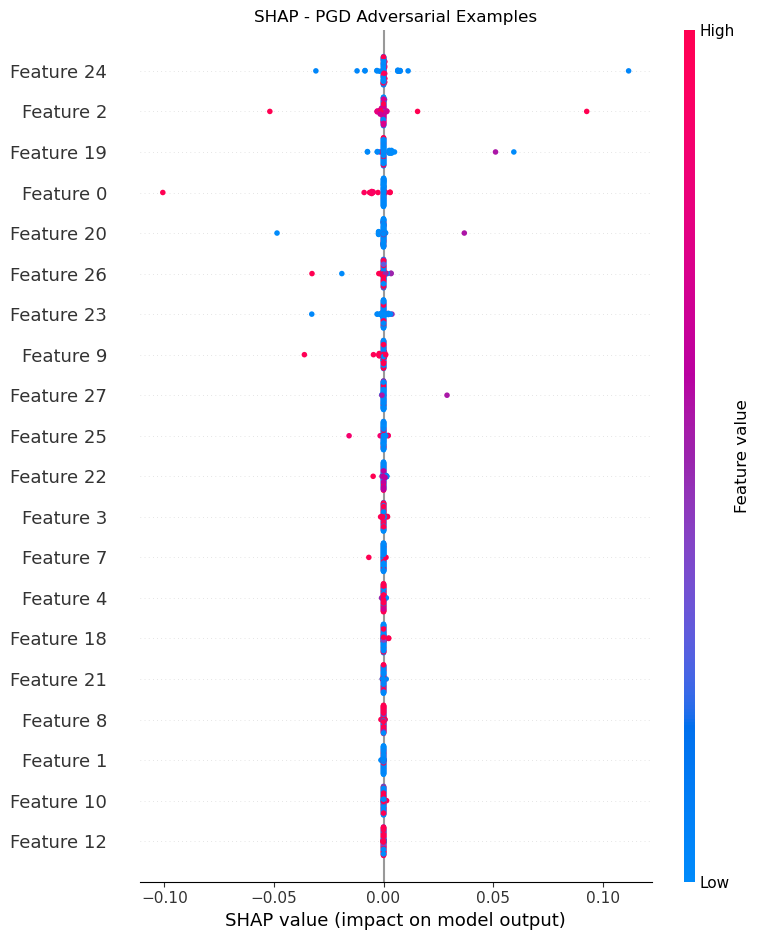 SHAP - PGD Adversarial Examples
High
Feature 24
Feature 2
Feature 19
Feature 0
Feature 20
Feature 26
Feature 23
Feature 9
Feature 27
Feature 25
Feature 22
Feature 3
Feature 7
Feature 4
Feature 18
Feature 21
Feature 8
Feature 1
Feature 10
Feature 12
Feature value
Low
−0.10 −0.05 0.00 0.05 0.10
SHAP value (impact on model output)